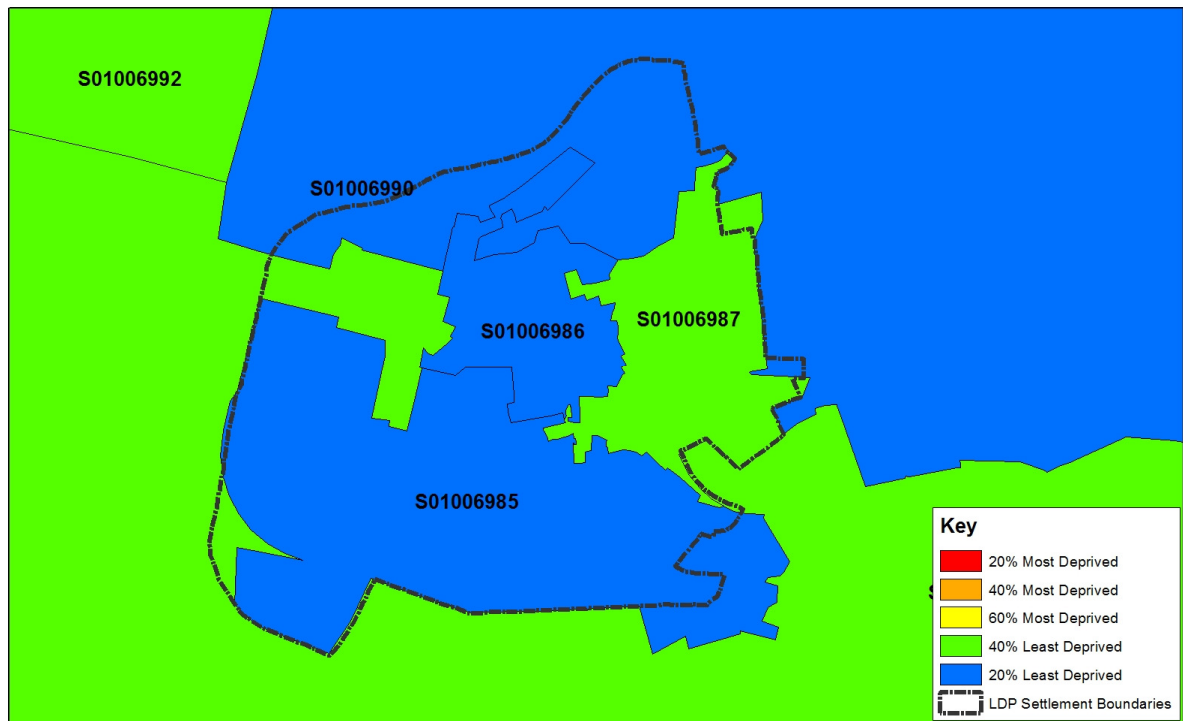 S01006992
S01006990
S01006986
S01006987
S01006985
Key
20% Most Deprived
40% Most Deprived
60% Most Deprived
40% Least Deprived
20% Least Deprived
LDP Settlement Boundaries